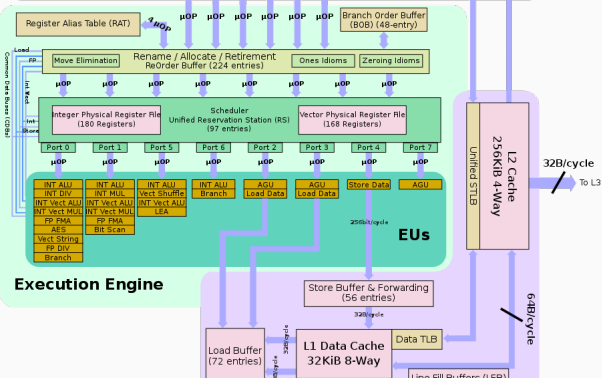 Register Alias Table (RAT)
4 µOP
µOP µOP µOP µOP µOP µOP
Branch Order Buffer
(BOB) (48-entry)
Load
FP
Move Elimination
Rename / Allocate / Retirement
ReOrder Buffer (224 entries)
Ones Idioms
Zeroing Idioms
Common Data Buses (CDBs)
Int Vect
Int
Store
µOP µOP µOP µOP µOP µOP µOP
Integer Physical Register File
(180 Registers)
Scheduler
Unified Reservation Station (RS)
(97 entries)
Vector Physical Register File
(168 Registers)
Port 0 Port 1 Port 5 Port 6 Port 2 Port 3 Port 4 Port 7
µOP µOP µOP µOP µOP µOP µOP µOP
INT ALU
INT DIV
INT Vect ALU
INT Vect MUL
FP FMA
AES
Vect String
FP DIV
Branch
INT ALU
INT MUL
INT Vect ALU
INT Vect MUL
FP FMA
Bit Scan
INT ALU
Vect Shuffle
INT Vect ALU
LEA
INT ALU
Branch
AGU
Load Data
AGU
Load Data
Store Data
AGU
256bit/cycle
EUs
Execution Engine
Unified STLB
L2 Cache
256KiB 4-Way
32B/cycle
To L3
64B/cycle
Store Buffer & Forwarding
(56 entries)
32B/cycle
Load Buffer
(72 entries)
L1 Data Cache
32KiB 8-Way
Data TLB
Line Fill Buffers (LFB)